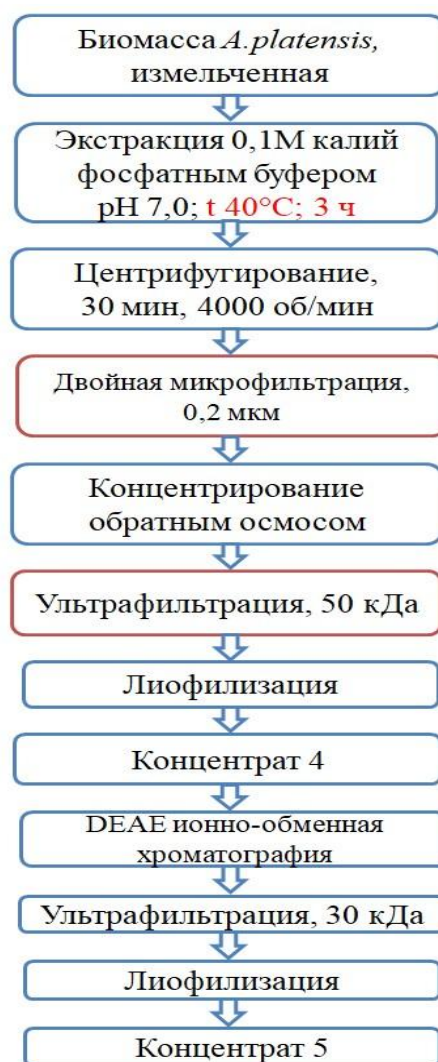 Биомасса A.platensis,
измельченная
Экстракция 0,1М калий
фосфатным буфером
pH 7,0; t 40°C; 3 ч
Центрифугирование,
30 мин, 4000 об/мин
Двойная микрофильтрация,
0,2 мкм
Концентрирование
обратным осмосом
Ультрафильтрация, 50 кДа
Лиофилизация
Концентрат 4
DEAE ионно-обменная
хроматография
Ультрафильтрация, 30 кДа
Лиофилизация
Концентрат 5